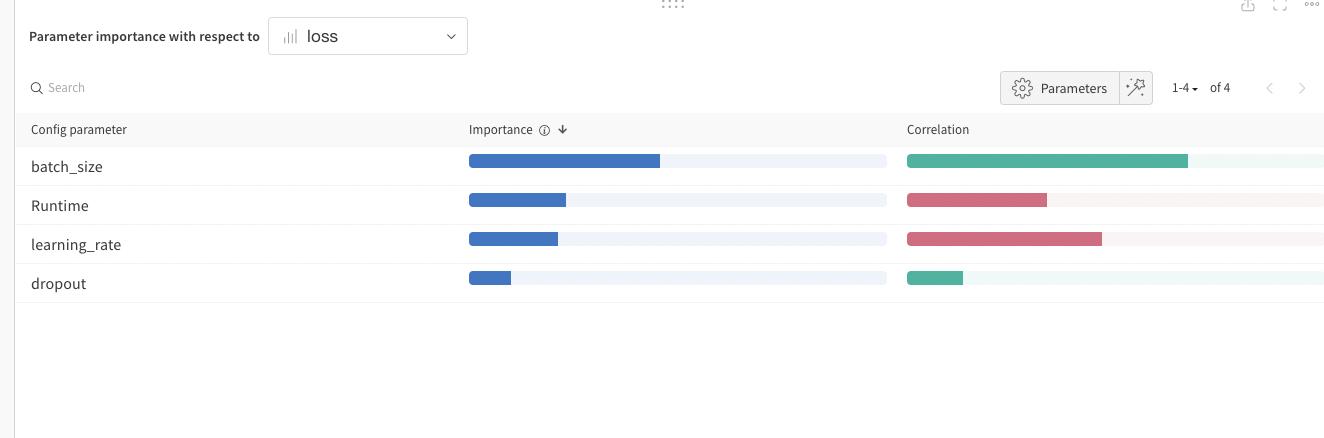 Parameter importance with respect to loss
Search
Parameters 1-4 of 4
Config parameter Importance Correlation
batch_size
Runtime
learning_rate
dropout